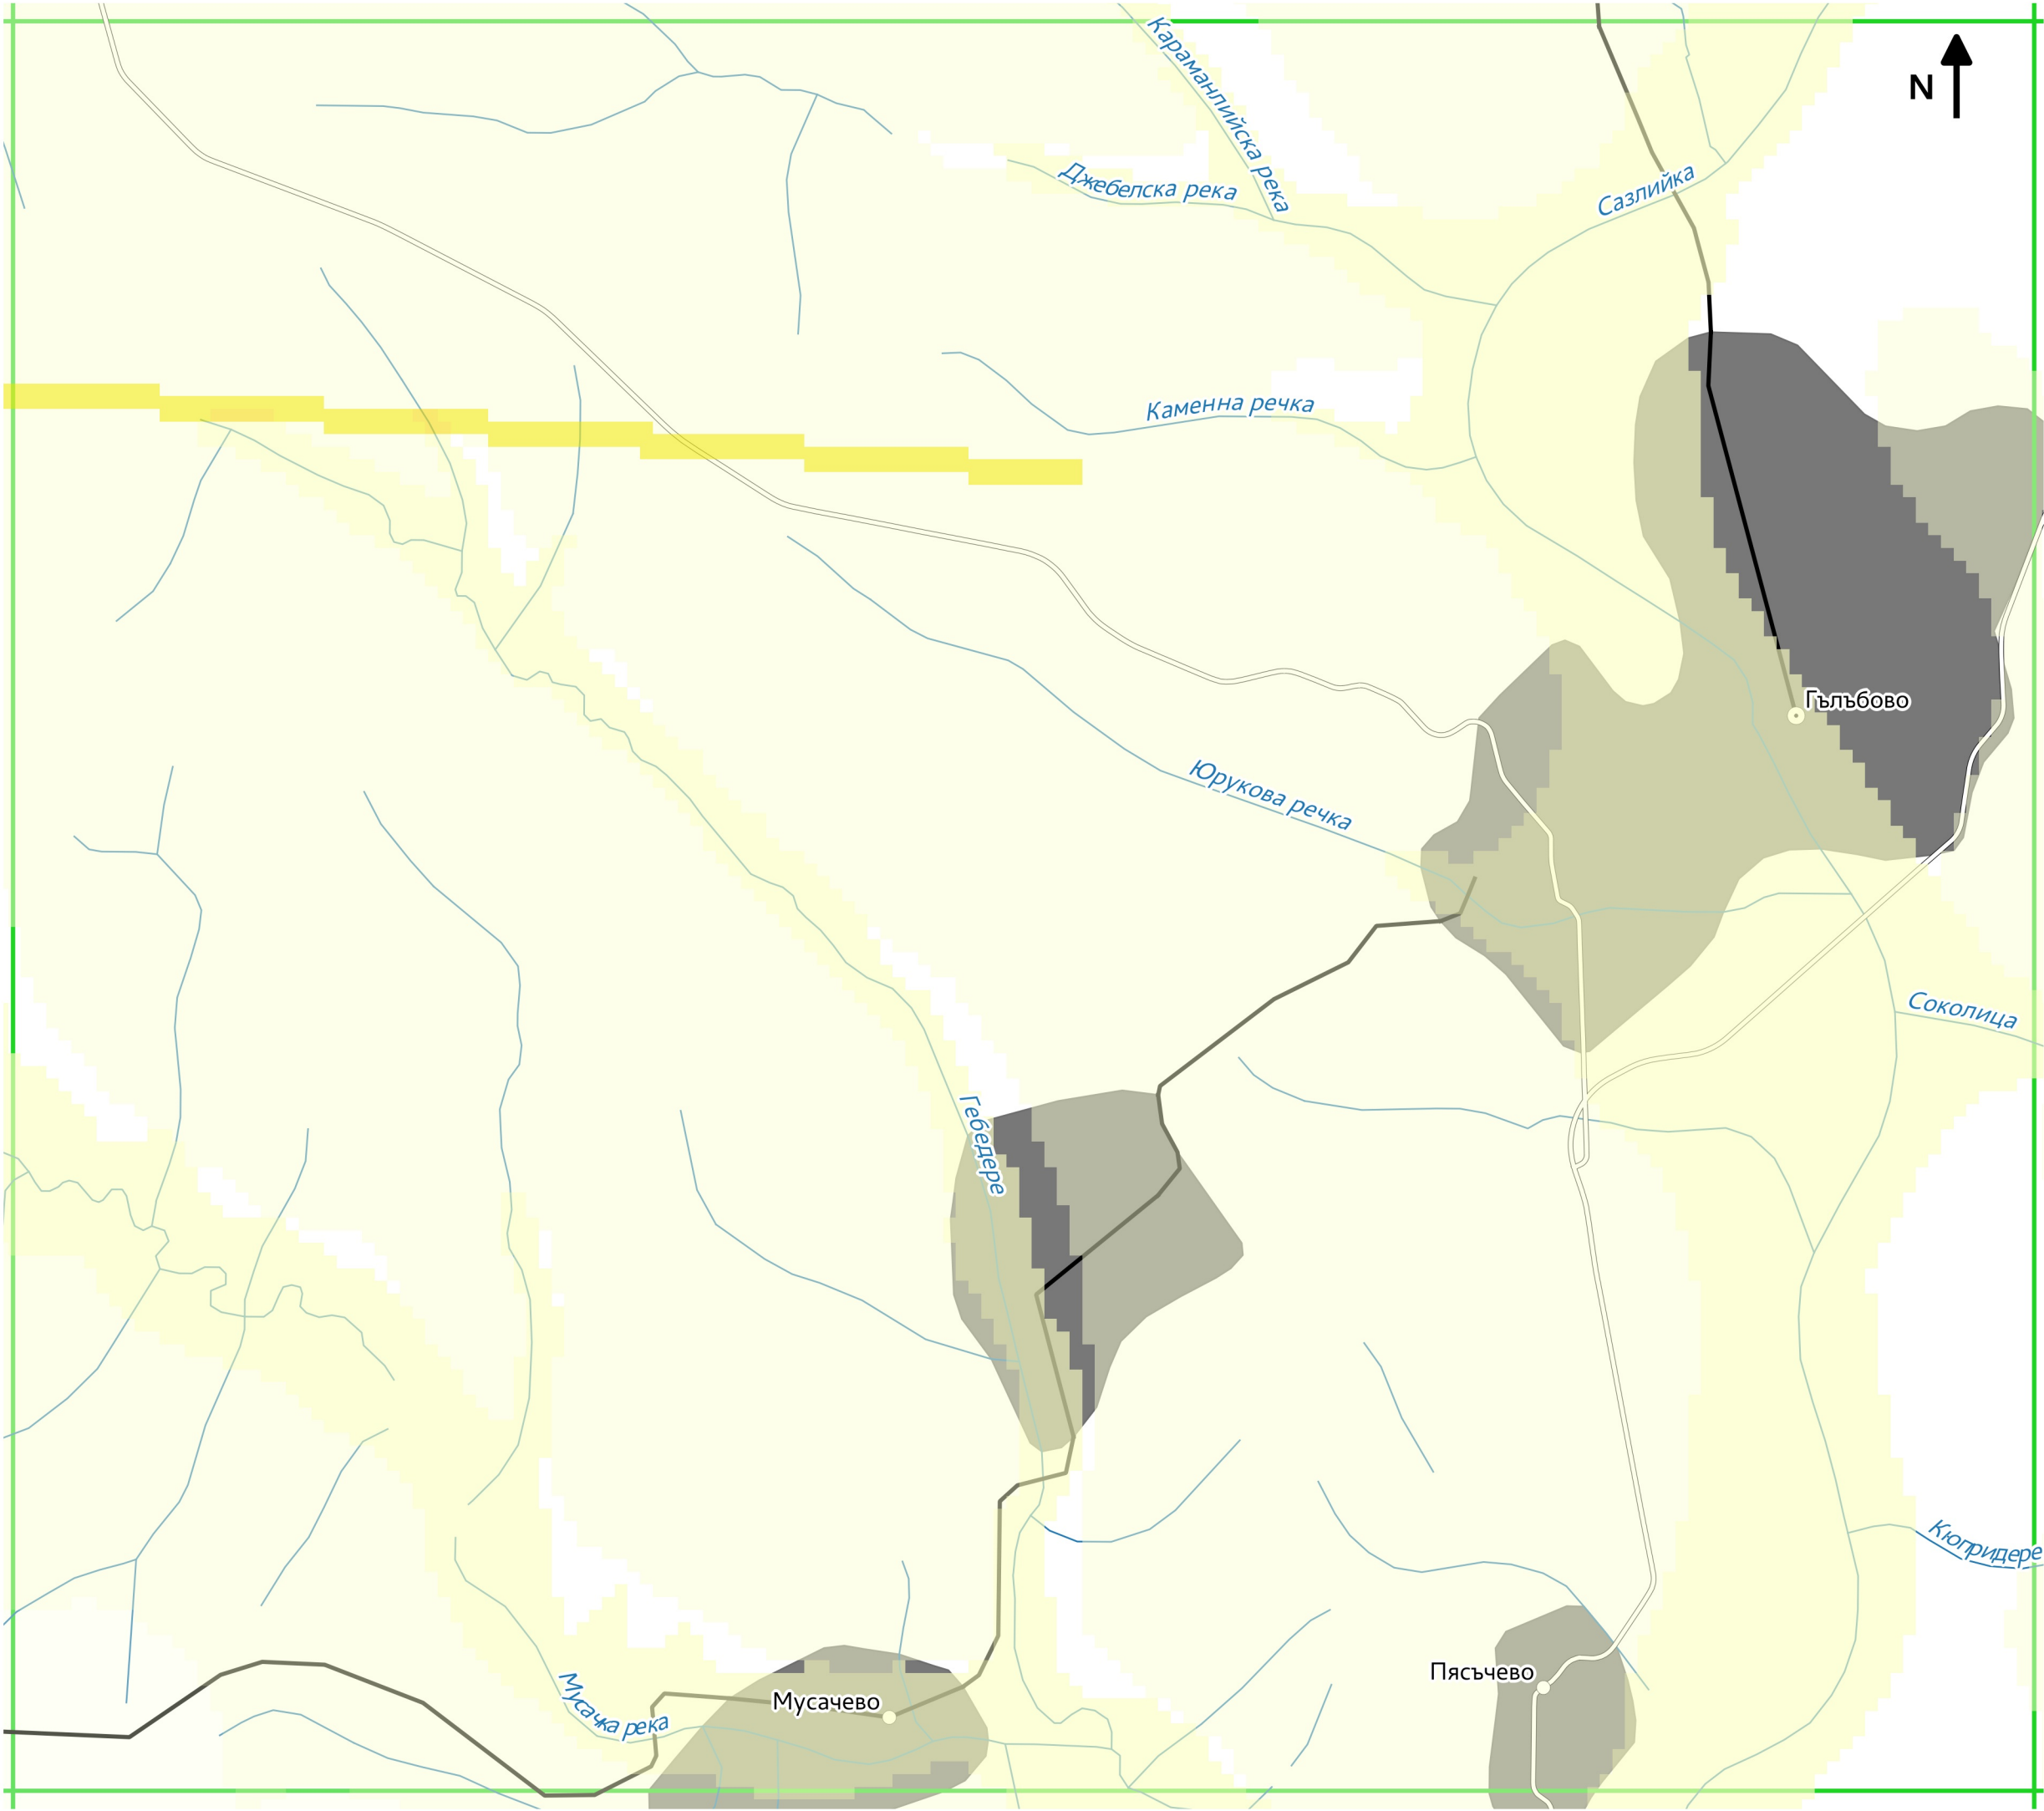 Караманлийска река
N
Джебелска река
Сазлийка
Каменна речка
Гълъбово
Юрукова речка
Соколица
Гебедере
Кюпридере
Пясъчево
Мусачево
Мусачка река